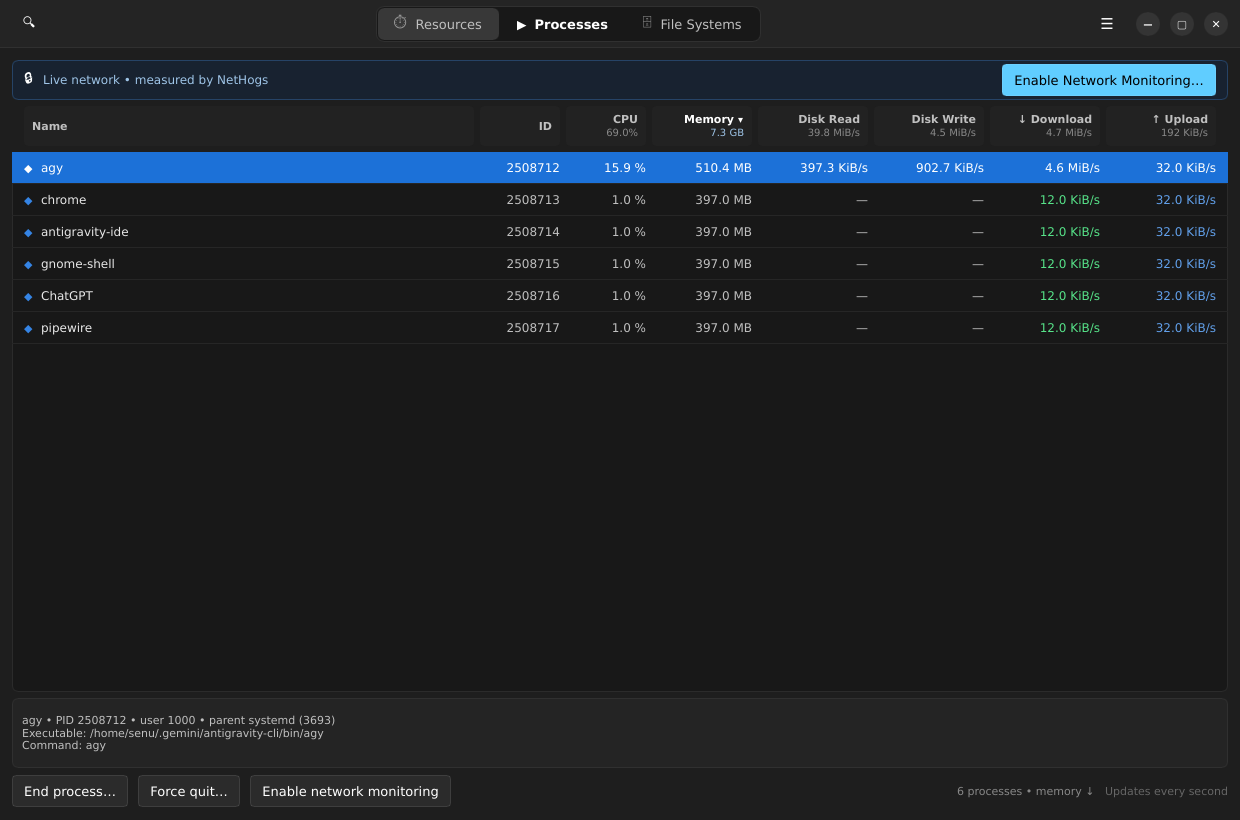 Resources
Processes
File Systems
Live network • measured by NetHogs
Enable Network Monitoring...
Name ID CPU Memory ▾ Disk Read Disk Write ↓ Download ↑ Upload
69.0% 7.3 GB 39.8 MiB/s 4.5 MiB/s 4.7 MiB/s 192 KiB/s
agy 2508712 15.9 % 510.4 MB 397.3 KiB/s 902.7 KiB/s 4.6 MiB/s 32.0 KiB/s
chrome 2508713 1.0 % 397.0 MB — — 12.0 KiB/s 32.0 KiB/s
antigravity-ide 2508714 1.0 % 397.0 MB — — 12.0 KiB/s 32.0 KiB/s
gnome-shell 2508715 1.0 % 397.0 MB — — 12.0 KiB/s 32.0 KiB/s
ChatGPT 2508716 1.0 % 397.0 MB — — 12.0 KiB/s 32.0 KiB/s
pipewire 2508717 1.0 % 397.0 MB — — 12.0 KiB/s 32.0 KiB/s
agy • PID 2508712 • user 1000 • parent systemd (3693)
Executable: /home/senu/.gemini/antigravity-cli/bin/agy
Command: agy
End process...
Force quit...
Enable network monitoring
6 processes • memory ↓
Updates every second